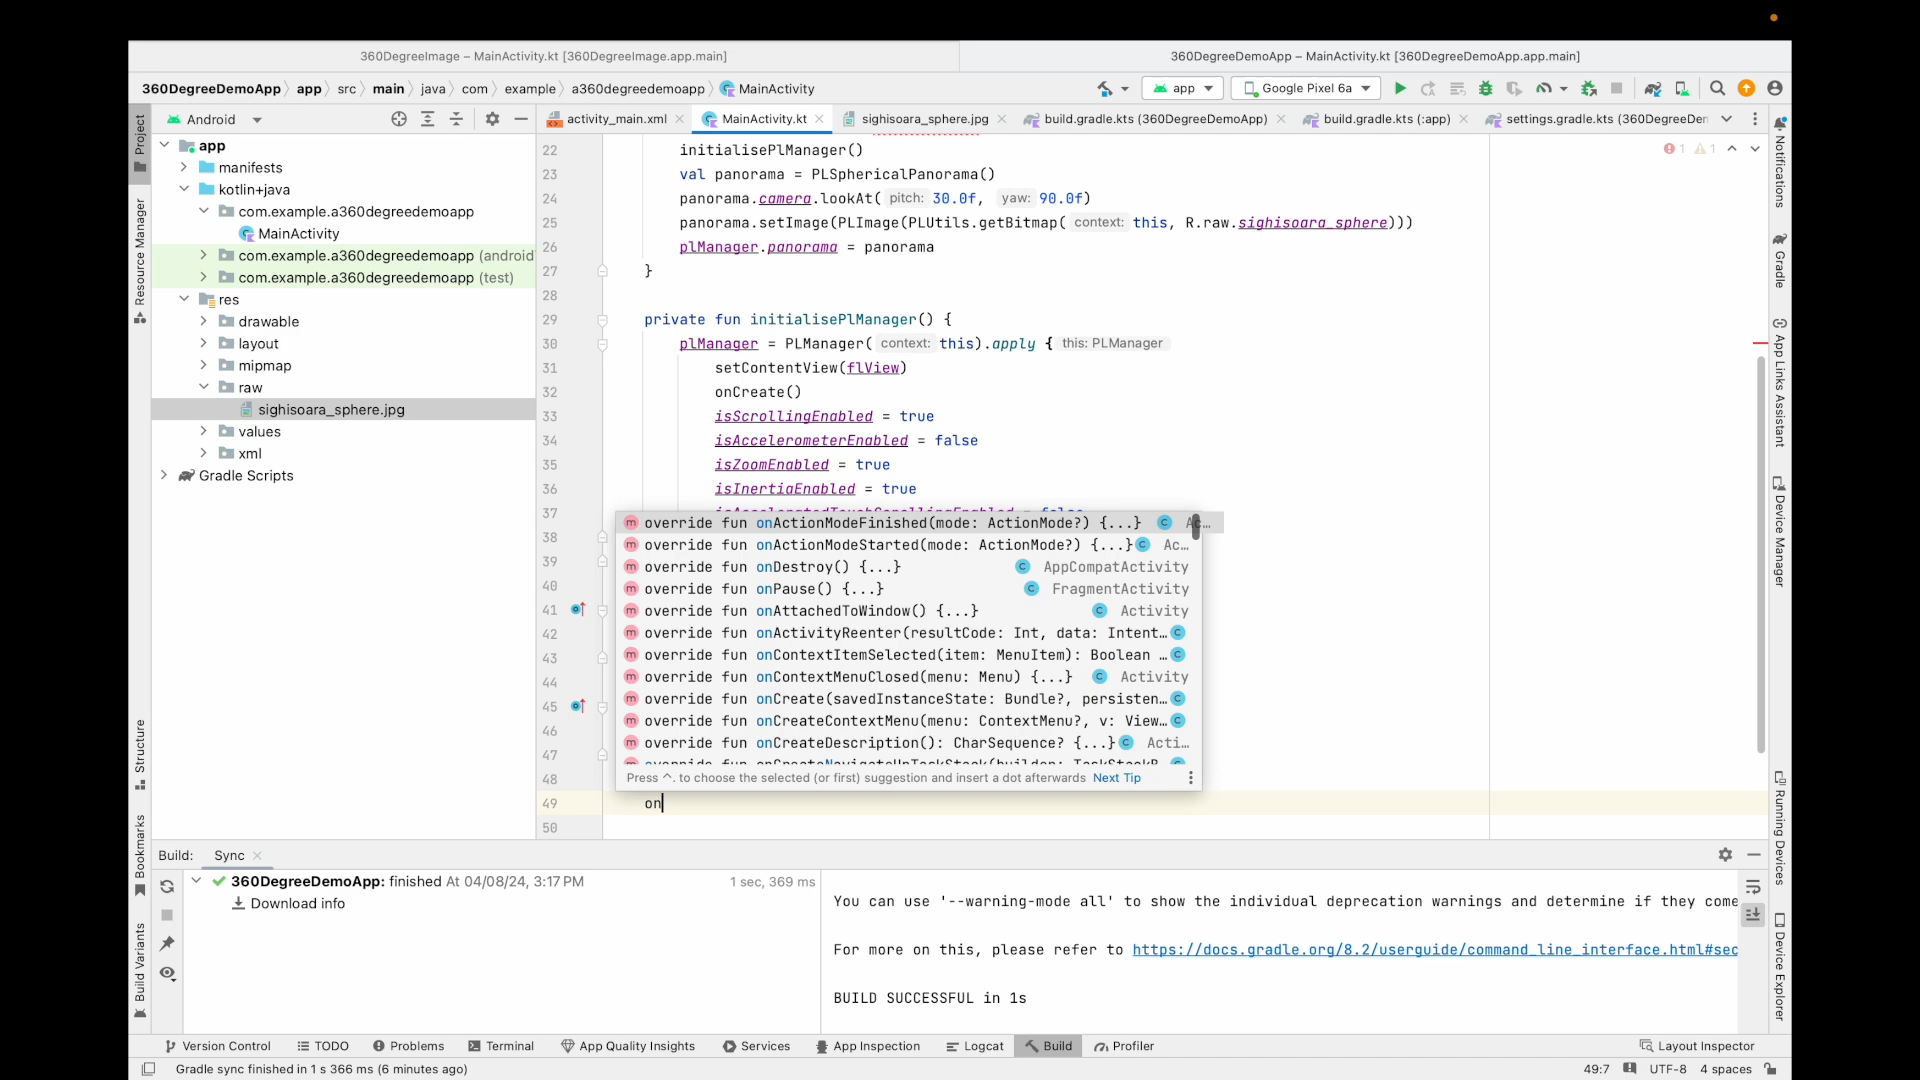 360DegreeImage – MainActivity.kt [360DegreeImage.app.main]
360DegreeDemoApp – MainActivity.kt [360DegreeDemoApp.app.main]
360DegreeDemoApp app src main java com example a360degreedemoapp MainActivity
app
Google Pixel 6a
Android
activity_main.xml
MainActivity.kt
sighisoara_sphere.jpg
build.gradle.kts (360DegreeDemoApp)
build.gradle.kts (:app)
settings.gradle.kts (360DegreeDem
Project
Resource Manager
Structure
Bookmarks
Build Variants
app
manifests
kotlin+java
com.example.a360degreedemoapp
MainActivity
com.example.a360degreedemoapp (android
com.example.a360degreedemoapp (test)
res
drawable
layout
mipmap
raw
sighisoara_sphere.jpg
values
xml
Gradle Scripts
22 initialisePlManager()
23 val panorama = PLSphericalPanorama()
24 panorama.camera.lookAt( pitch: 30.0f, yaw: 90.0f)
25 panorama.setImage(PLImage(PLUtils.getBitmap( context: this, R.raw.sighisoara_sphere)))
26 plManager.panorama = panorama
27 }
28
29 private fun initialisePlManager() {
30 plManager = PLManager( context: this).apply { this: PLManager
31 setContentView(flView)
32 onCreate()
33 isScrollingEnabled = true
34 isAccelerometerEnabled = false
35 isZoomEnabled = true
36 isInertiaEnabled = true
37
38
39
40
41
42
43
44
45
46
47
48
49 on
50
override fun onActionModeFinished(mode: ActionMode?) {...} Ac...
override fun onActionModeStarted(mode: ActionMode?) {...} Ac...
override fun onDestroy() {...} AppCompatActivity
override fun onPause() {...} FragmentActivity
override fun onAttachedToWindow() {...} Activity
override fun onActivityReenter(resultCode: Int, data: Intent...
override fun onContextItemSelected(item: MenuItem): Boolean ...
override fun onContextMenuClosed(menu: Menu) {...} Activity
override fun onCreate(savedInstanceState: Bundle?, persisten...
override fun onCreateContextMenu(menu: ContextMenu?, v: View...
override fun onCreateDescription(): CharSequence? {...} Acti...
Press ^. to choose the selected (or first) suggestion and insert a dot afterwards Next Tip
1 1
Notifications
Gradle
App Links Assistant
Device Manager
Running Devices
Device Explorer
Build: Sync
360DegreeDemoApp: finished At 04/08/24, 3:17 PM 1 sec, 369 ms
Download info
You can use '--warning-mode all' to show the individual deprecation warnings and determine if they come
For more on this, please refer to https://docs.gradle.org/8.2/userguide/command_line_interface.html#sec
BUILD SUCCESSFUL in 1s
Version Control TODO Problems Terminal App Quality Insights Services App Inspection Logcat Build Profiler Layout Inspector
Gradle sync finished in 1 s 366 ms (6 minutes ago) 49:7 UTF-8 4 spaces